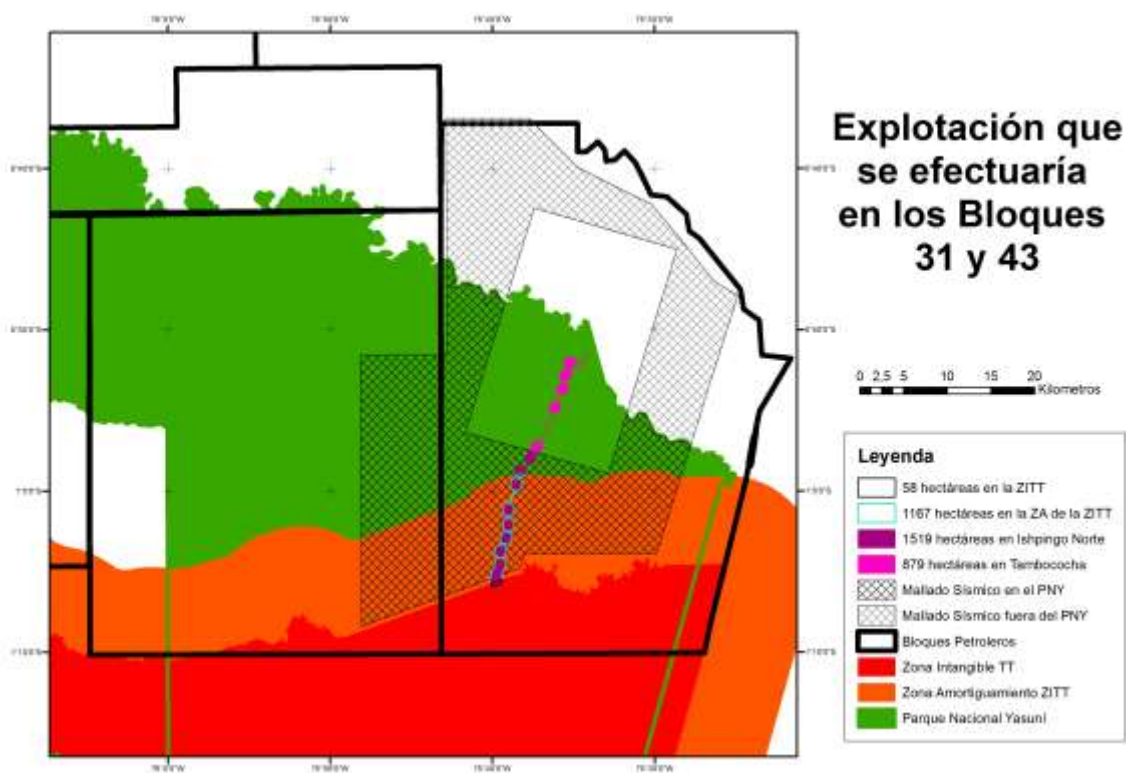 Explotación que
se efectuaría
en los Bloques
31 y 43
0 2,5 5 10 15 20
Kilometros
Leyenda
58 hectáreas en la ZITT
1167 hectáreas en la ZA de la ZITT
1519 hectáreas en Ishpingo Norte
879 hectáreas en Tambococha
Mallado Sísmico en el PNY
Mallado Sísmico fuera del PNY
Bloques Petroleros
Zona Intangible TT
Zona Amortiguamiento ZITT
Parque Nacional Yasuní